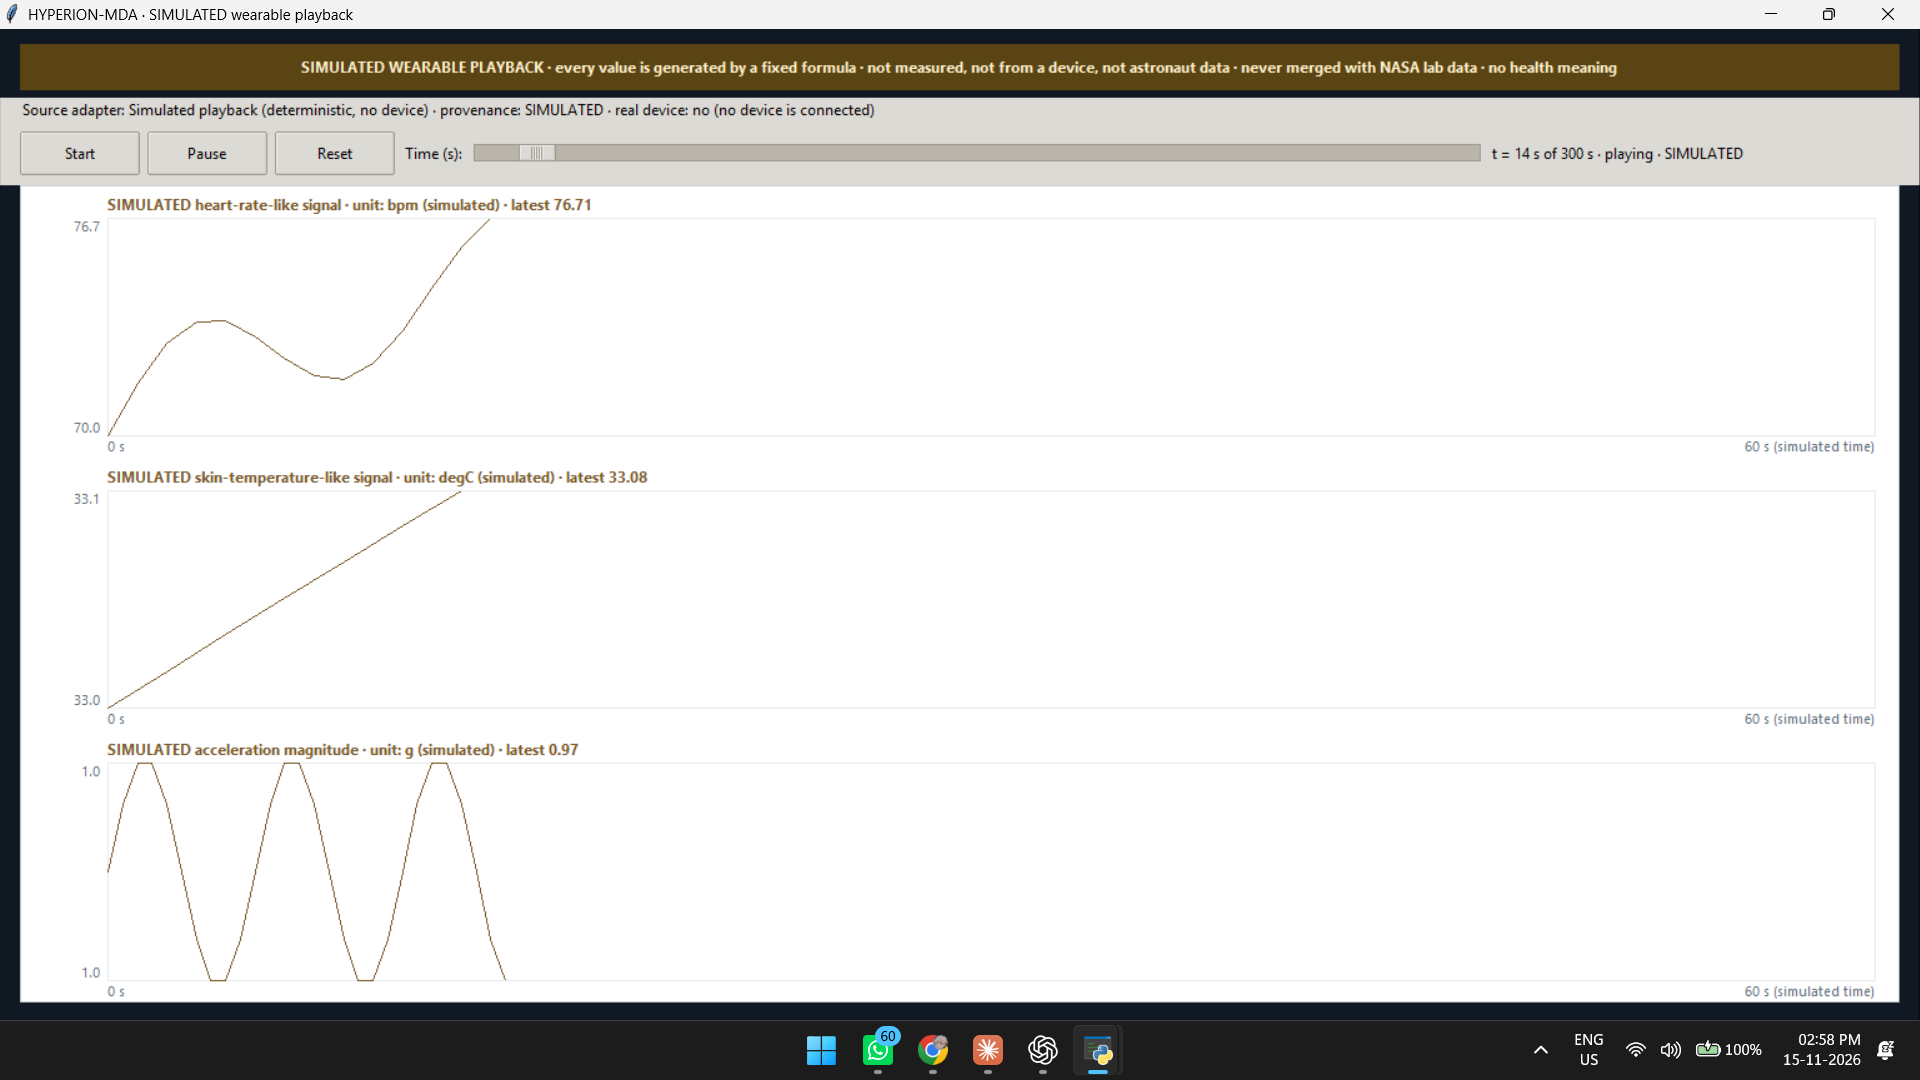 HYPERION-MDA · SIMULATED wearable playback
SIMULATED WEARABLE PLAYBACK · every value is generated by a fixed formula · not measured, not from a device, not astronaut data · never merged with NASA lab data · no health meaning
Source adapter: Simulated playback (deterministic, no device) · provenance: SIMULATED · real device: no (no device is connected)
Start Pause Reset Time (s): t = 14 s of 300 s · playing · SIMULATED
SIMULATED heart-rate-like signal · unit: bpm (simulated) · latest 76.71
76.7
70.0
0 s 60 s (simulated time)
SIMULATED skin-temperature-like signal · unit: degC (simulated) · latest 33.08
33.1
33.0
0 s 60 s (simulated time)
SIMULATED acceleration magnitude · unit: g (simulated) · latest 0.97
1.0
1.0
0 s 60 s (simulated time)
60
ENG
US
100%
02:58 PM
15-11-2026